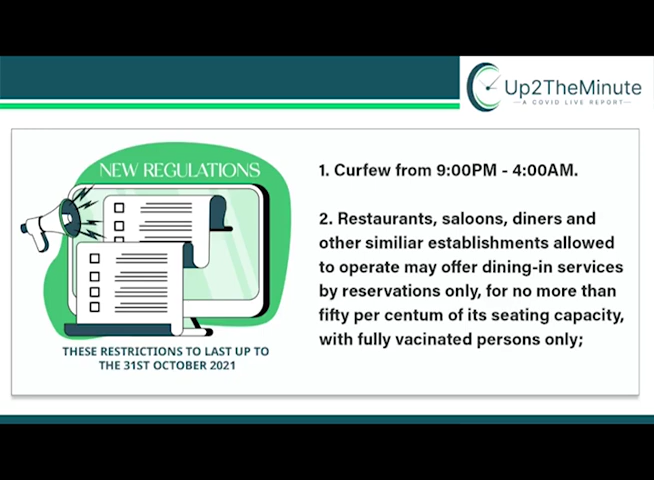 Up2TheMinute
A COVID LIVE REPORT
NEW REGULATIONS
THESE RESTRICTIONS TO LAST UP TO
THE 31ST OCTOBER 2021
1. Curfew from 9:00PM - 4:00AM.
2. Restaurants, saloons, diners and
other similiar establishments allowed
to operate may offer dining-in services
by reservations only, for no more than
fifty per centum of its seating capacity,
with fully vacinated persons only;